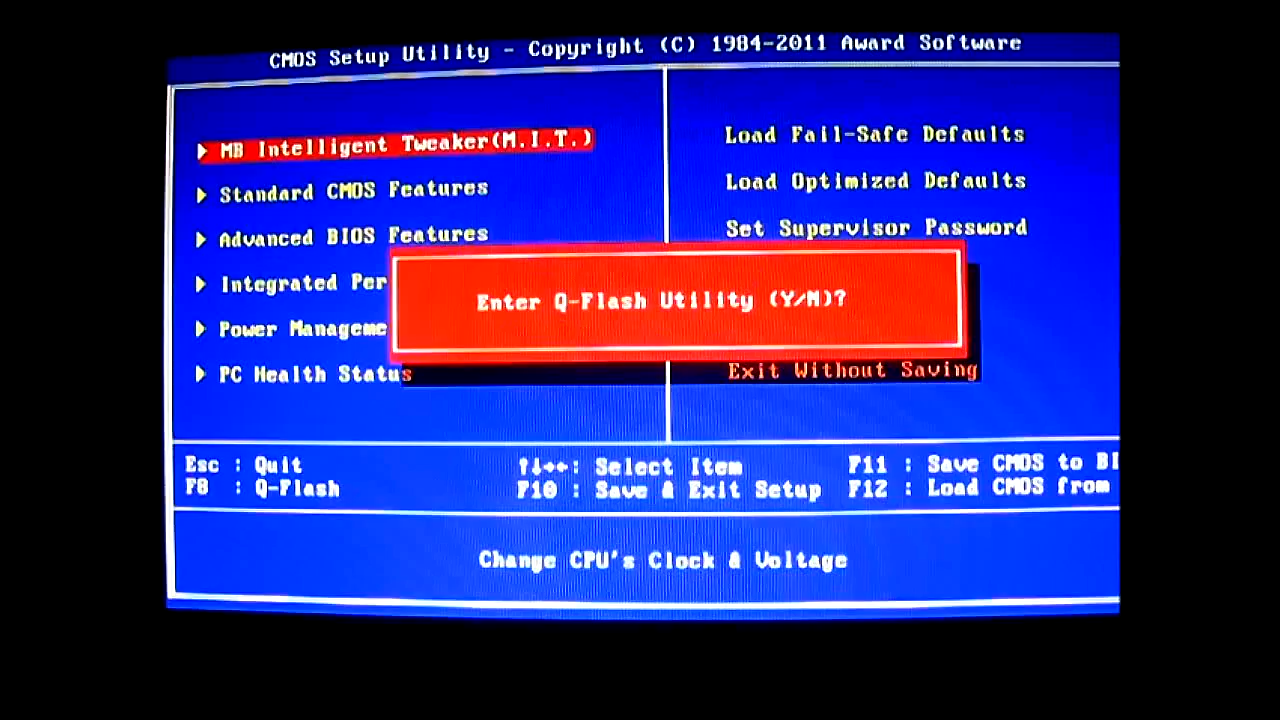 CMOS Setup Utility - Copyright (C) 1984-2011 Award Software
MB Intelligent Tweaker(M.I.T.)
Standard CMOS Features
Advanced BIOS Features
Integrated Per
Power Manageme
PC Health Status
Load Fail-Safe Defaults
Load Optimized Defaults
Set Supervisor Password
Exit Without Saving
Enter Q-Flash Utility (Y/N)?
Esc : Quit
F8 : Q-Flash
↑↓→←: Select Item
F10 : Save & Exit Setup
F11 : Save CMOS to BI
F12 : Load CMOS from
Change CPU's Clock & Voltage